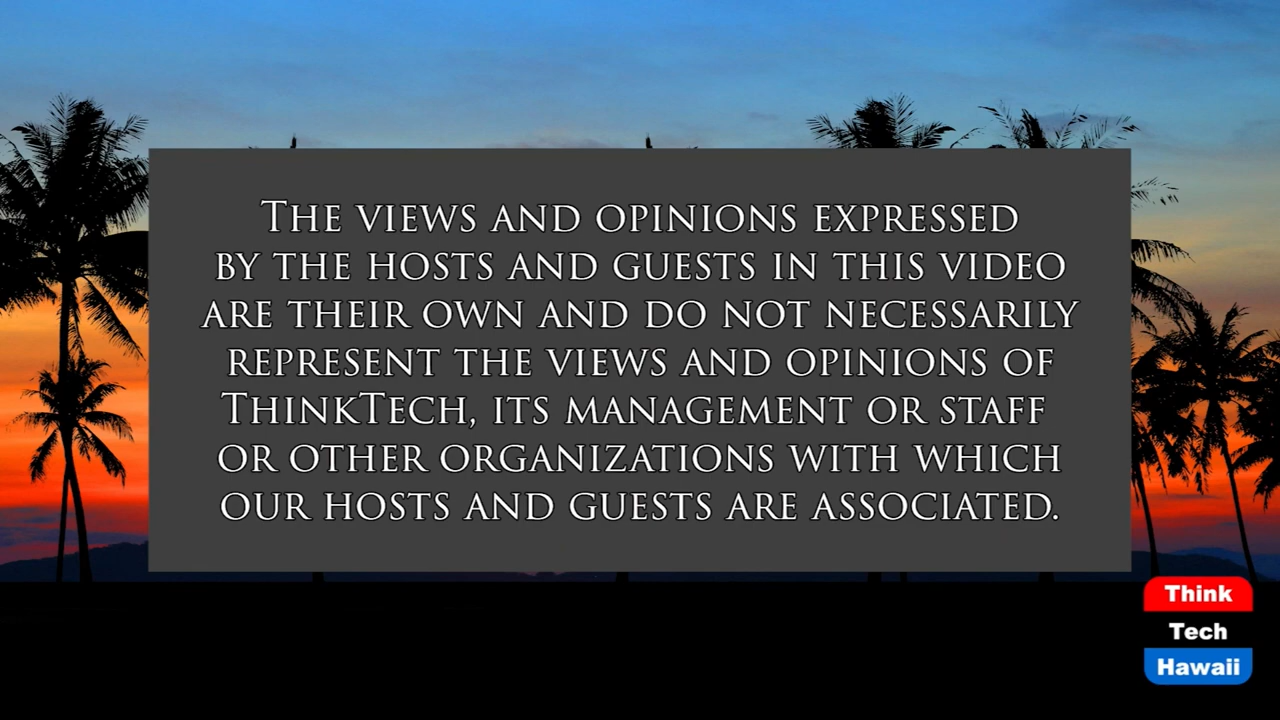 The views and opinions expressed
by the hosts and guests in this video
are their own and do not necessarily
represent the views and opinions of
ThinkTech, its management or staff
or other organizations with which
our hosts and guests are associated.
Think
Tech
Hawaii